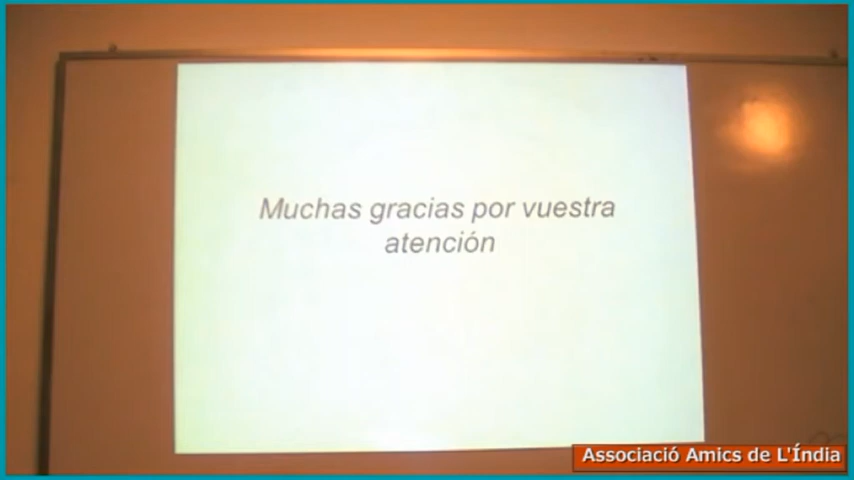 Muchas gracias por vuestra
atención
Associació Amics de L'Índia